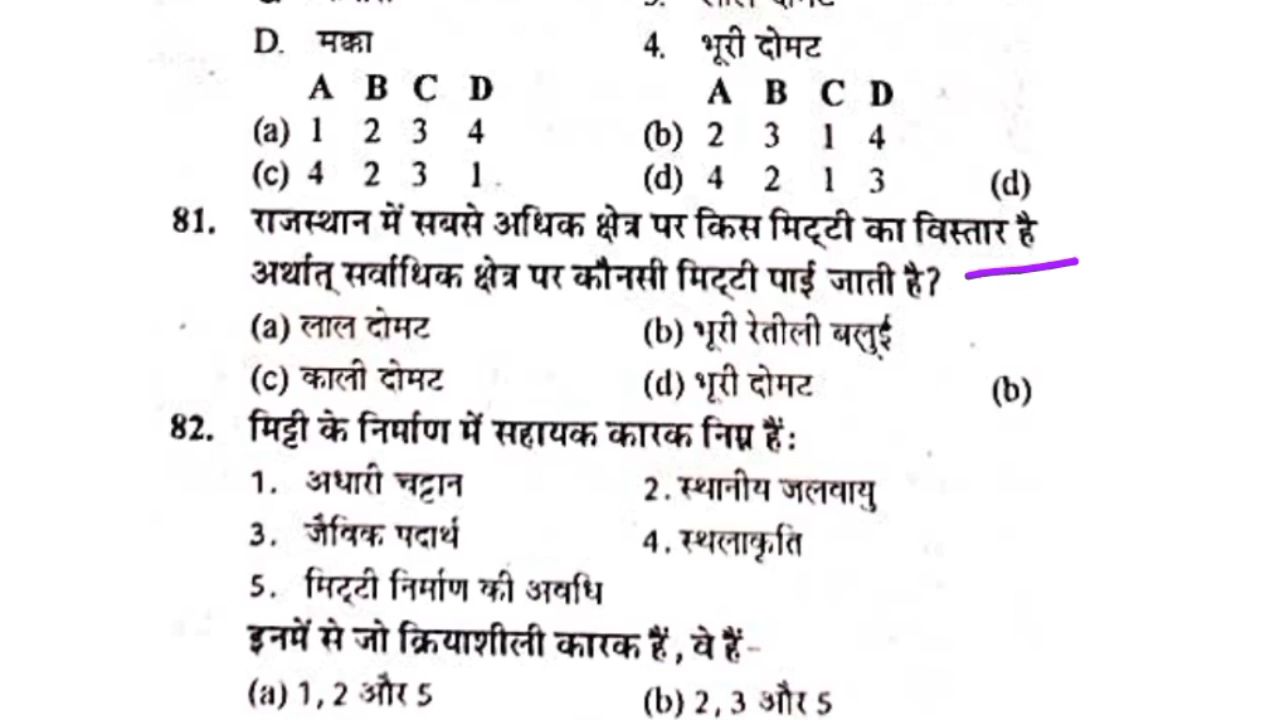 D. मक्का 4. भूरी दोमट
A B C D A B C D
(a) 1 2 3 4 (b) 2 3 1 4
(c) 4 2 3 1 (d) 4 2 1 3 (d)
81. राजस्थान में सबसे अधिक क्षेत्र पर किस मिट्टी का विस्तार है
अर्थात् सर्वाधिक क्षेत्र पर कौनसी मिट्टी पाई जाती है?
(a) लाल दोमट (b) भूरी रेतीली बलुई
(c) काली दोमट (d) भूरी दोमट (b)
82. मिट्टी के निर्माण में सहायक कारक निम्न हैं:
1. अधारी चट्टान 2. स्थानीय जलवायु
3. जैविक पदार्थ 4. स्थलाकृति
5. मिट्टी निर्माण की अवधि
इनमें से जो क्रियाशीली कारक हैं, वे हैं-
(a) 1, 2 और 5 (b) 2, 3 और 5